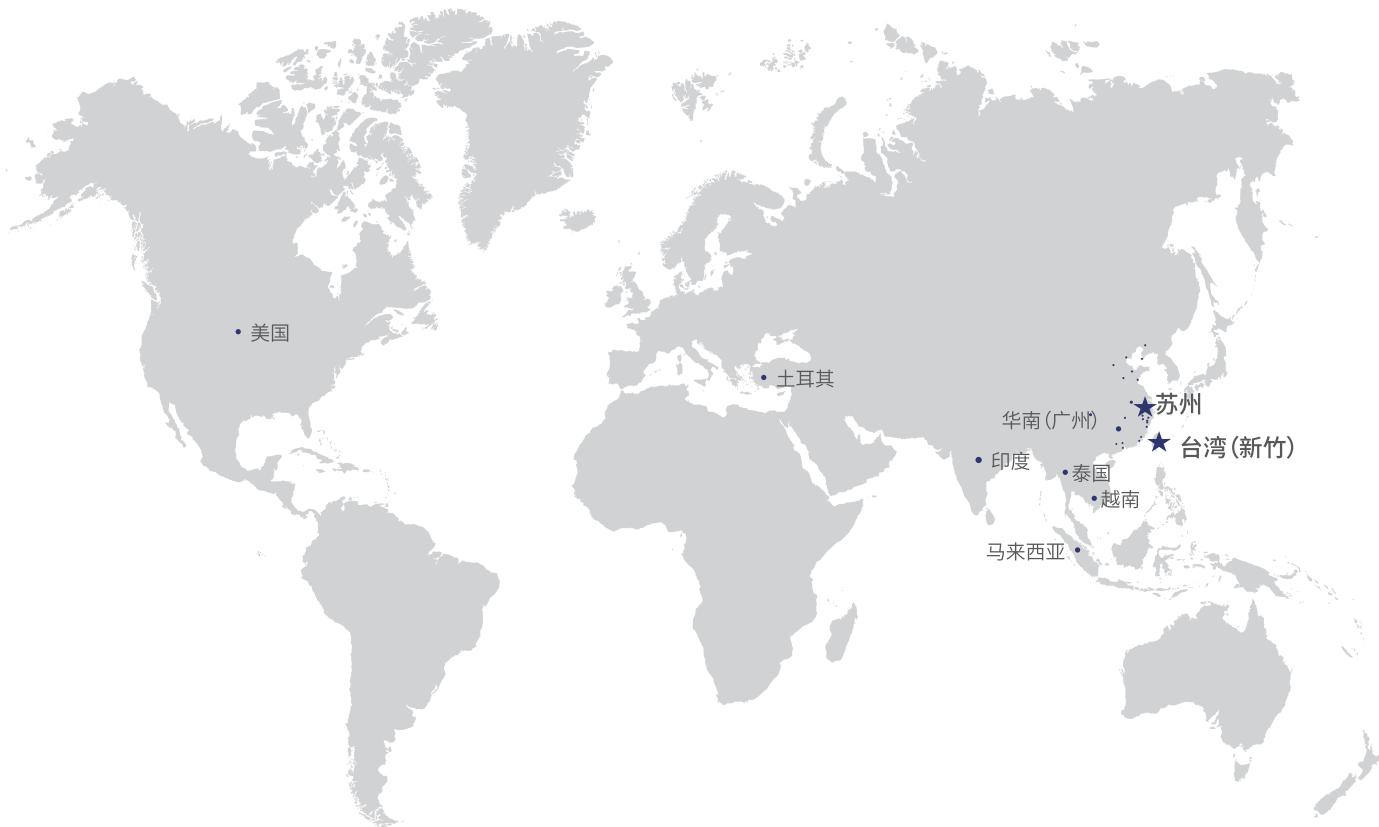 美国
土耳其
苏州
华南(广州)
台湾(新竹)
印度
泰国
越南
马来西亚